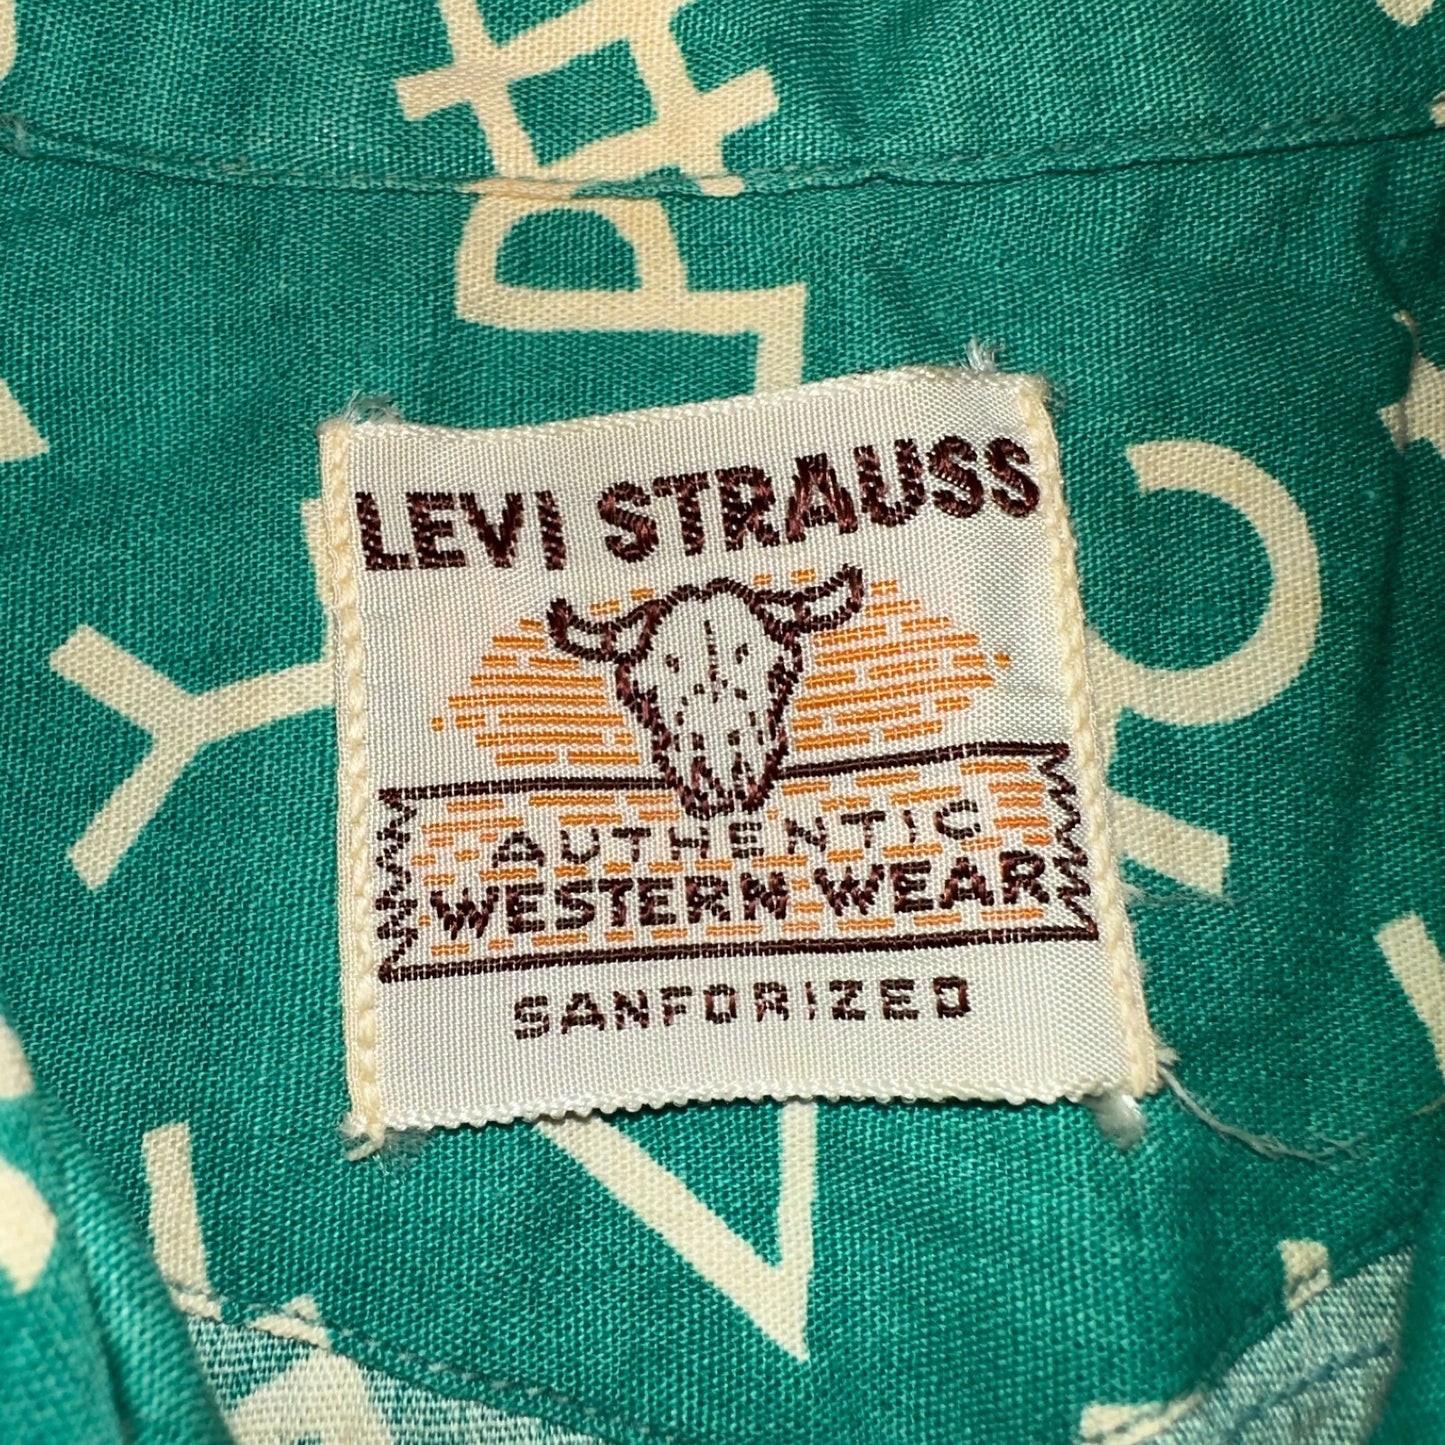 LEVI STRAUSS
AUTHENTIC
WESTERN WEAR
SANFORIZED